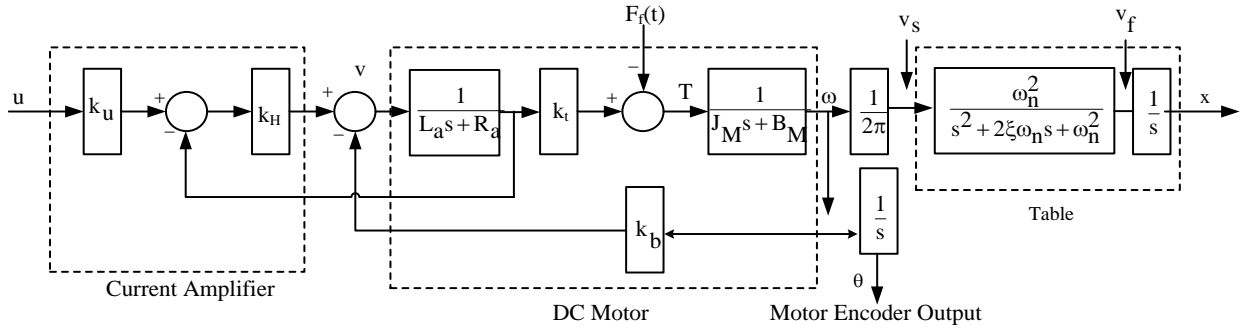 F_f(t)
v_s
v_f
u
k_u
+
−
k_H
+
v
−
1
L_a s + R_a
k_t
+
−
T
1
J_M s + B_M
ω
1
2π
ω_n^2
s^2 + 2ξω_n s + ω_n^2
1
s
x
k_b
1
s
Table
θ
Current Amplifier
DC Motor
Motor Encoder Output